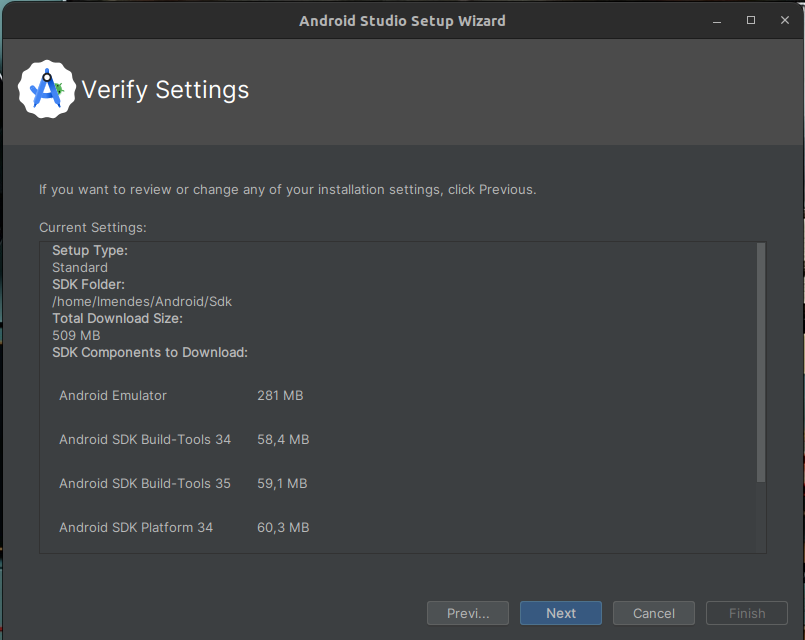 Android Studio Setup Wizard
Verify Settings
If you want to review or change any of your installation settings, click Previous.
Current Settings:
Setup Type:
Standard
SDK Folder:
/home/lmendes/Android/Sdk
Total Download Size:
509 MB
SDK Components to Download:
Android Emulator 281 MB
Android SDK Build-Tools 34 58,4 MB
Android SDK Build-Tools 35 59,1 MB
Android SDK Platform 34 60,3 MB
Previ... Next Cancel Finish